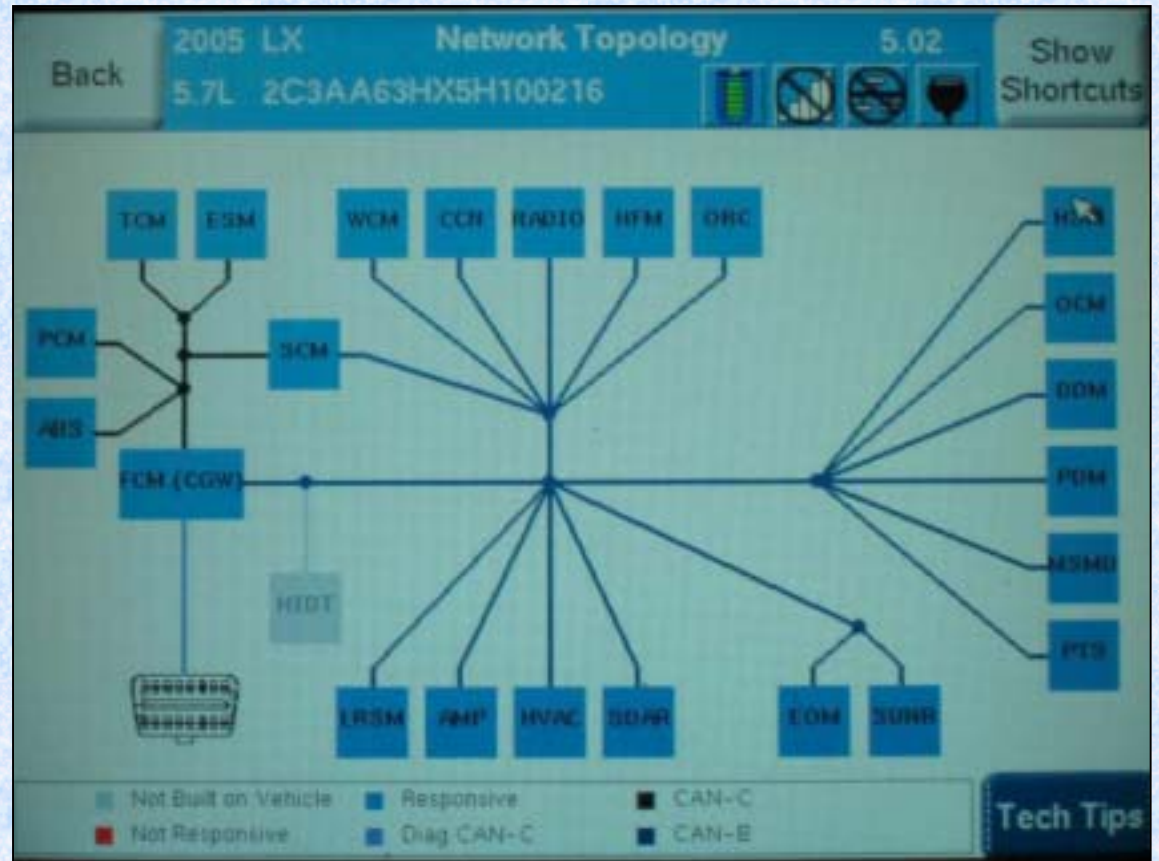 Back
2005 LX Network Topology 5.02
5.7L 2C3AA63HX5H100216
Show
Shortcuts
TCM ESM WCM CCN RADIO HFM ORC
OCM
PCM SCM
DDM
ABS
FCM (CGW) PDM
MSMD
HIDT
PTS
LRSM AMP HVAC SDAR EOM SUNR
Not Built on Vehicle Responsive CAN-C
Not Responsive Diag CAN-C CAN-B
Tech Tips